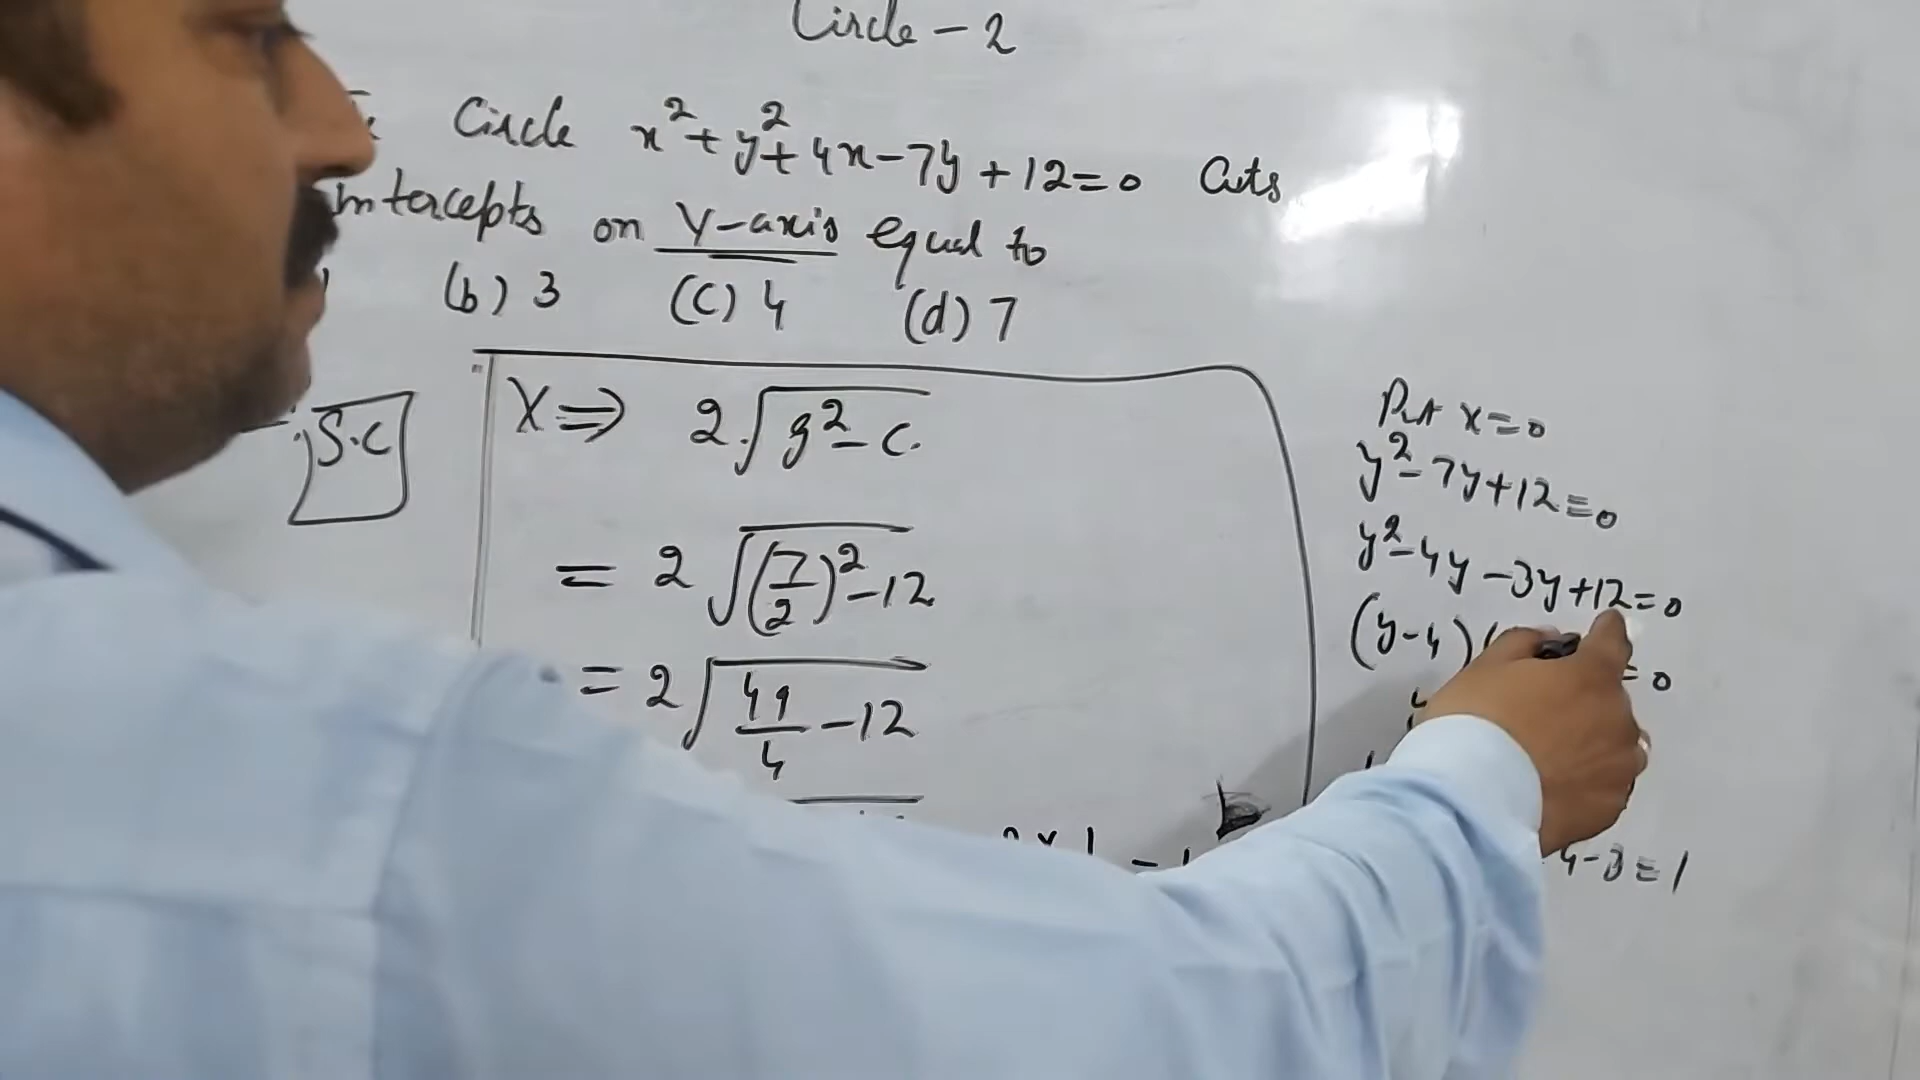 Circle - 2
Circle x²+y²+4x-7y+12=0 Cuts
intercepts on Y-axis equal to
(b) 3 (c) 4 (d) 7
S.C
X ⇒ 2√(g²-c)
= 2√((7/2)²-12)
= 2√(49/4-12)
Put x=0
y²-7y+12=0
y²-4y-3y+12=0
(y-4)( =0
4-3=1